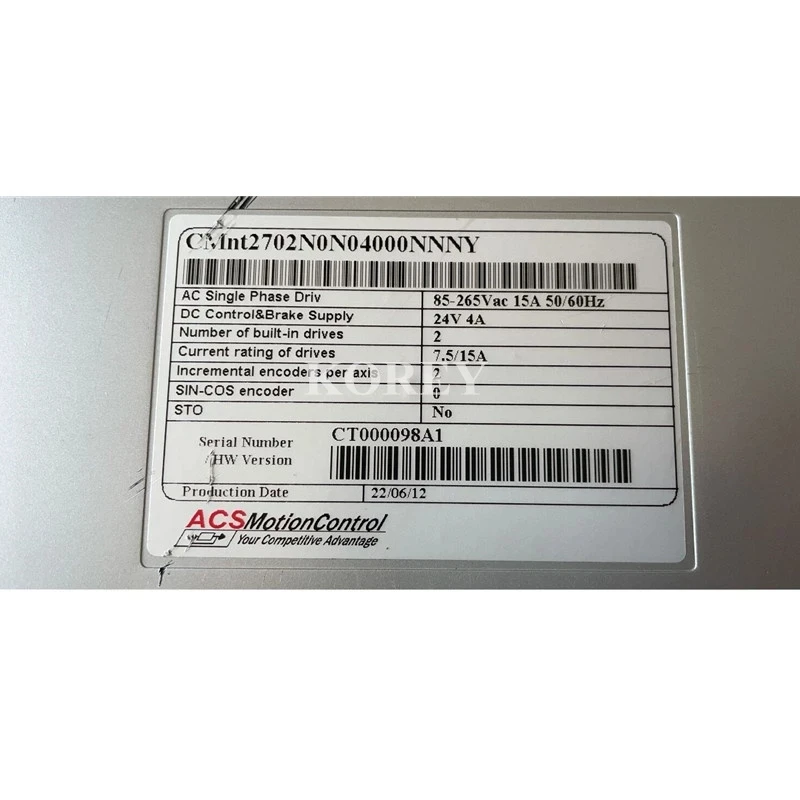 CMnt2702N0N04000NNNY
AC Single Phase Driv 85-265Vac 15A 50/60Hz
DC Control&Brake Supply 24V 4A
Number of built-in drives 2
Current rating of drives 7.5/15A
Incremental encoders per axis 2
KOREY
SIN-COS encoder 0
STO No
Serial Number CT000098A1
/HW Version
Production Date 22/06/12
ACSMotionControl
Your Competitive Advantage